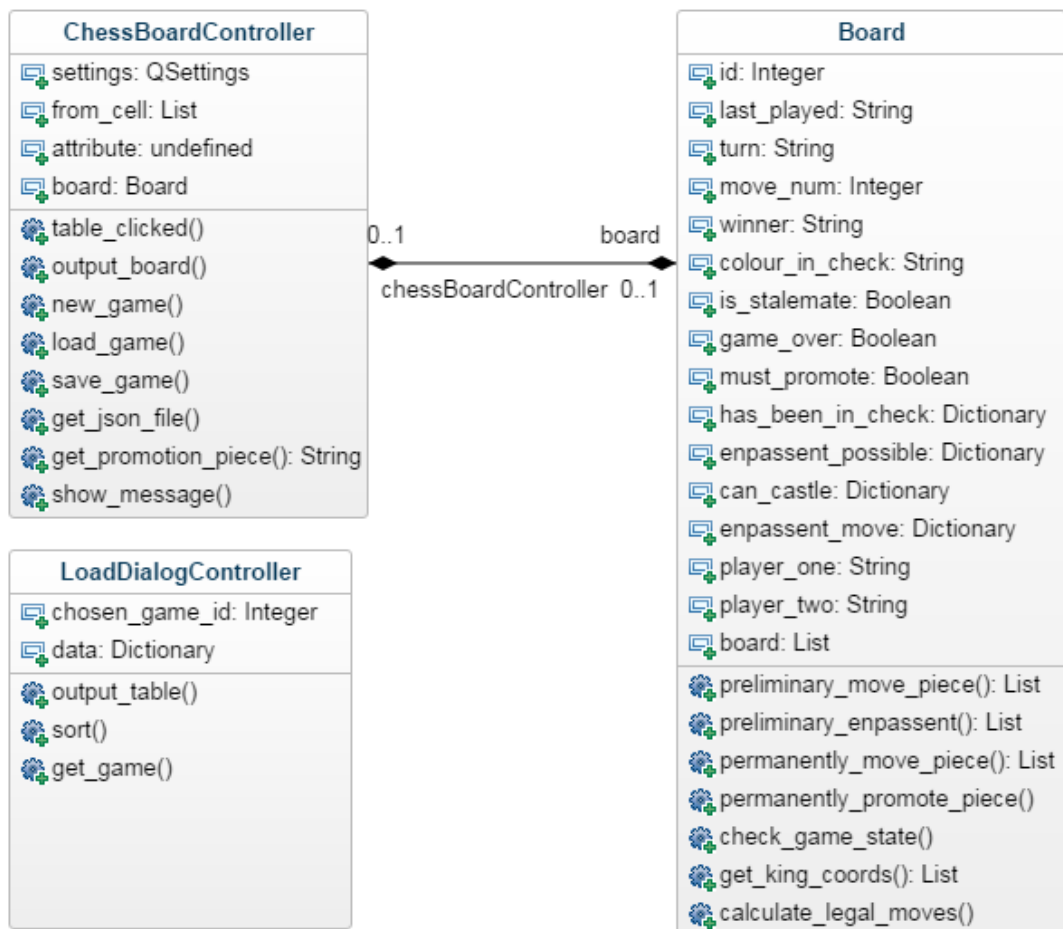 ChessBoardController
settings: QSettings
from_cell: List
attribute: undefined
board: Board
table_clicked()
output_board()
new_game()
load_game()
save_game()
get_json_file()
get_promotion_piece(): String
show_message()
0..1
board
chessBoardController 0..1
LoadDialogController
chosen_game_id: Integer
data: Dictionary
output_table()
sort()
get_game()
Board
id: Integer
last_played: String
turn: String
move_num: Integer
winner: String
colour_in_check: String
is_stalemate: Boolean
game_over: Boolean
must_promote: Boolean
has_been_in_check: Dictionary
enpassent_possible: Dictionary
can_castle: Dictionary
enpassent_move: Dictionary
player_one: String
player_two: String
board: List
preliminary_move_piece(): List
preliminary_enpassent(): List
permanently_move_piece(): List
permanently_promote_piece()
check_game_state()
get_king_coords(): List
calculate_legal_moves()